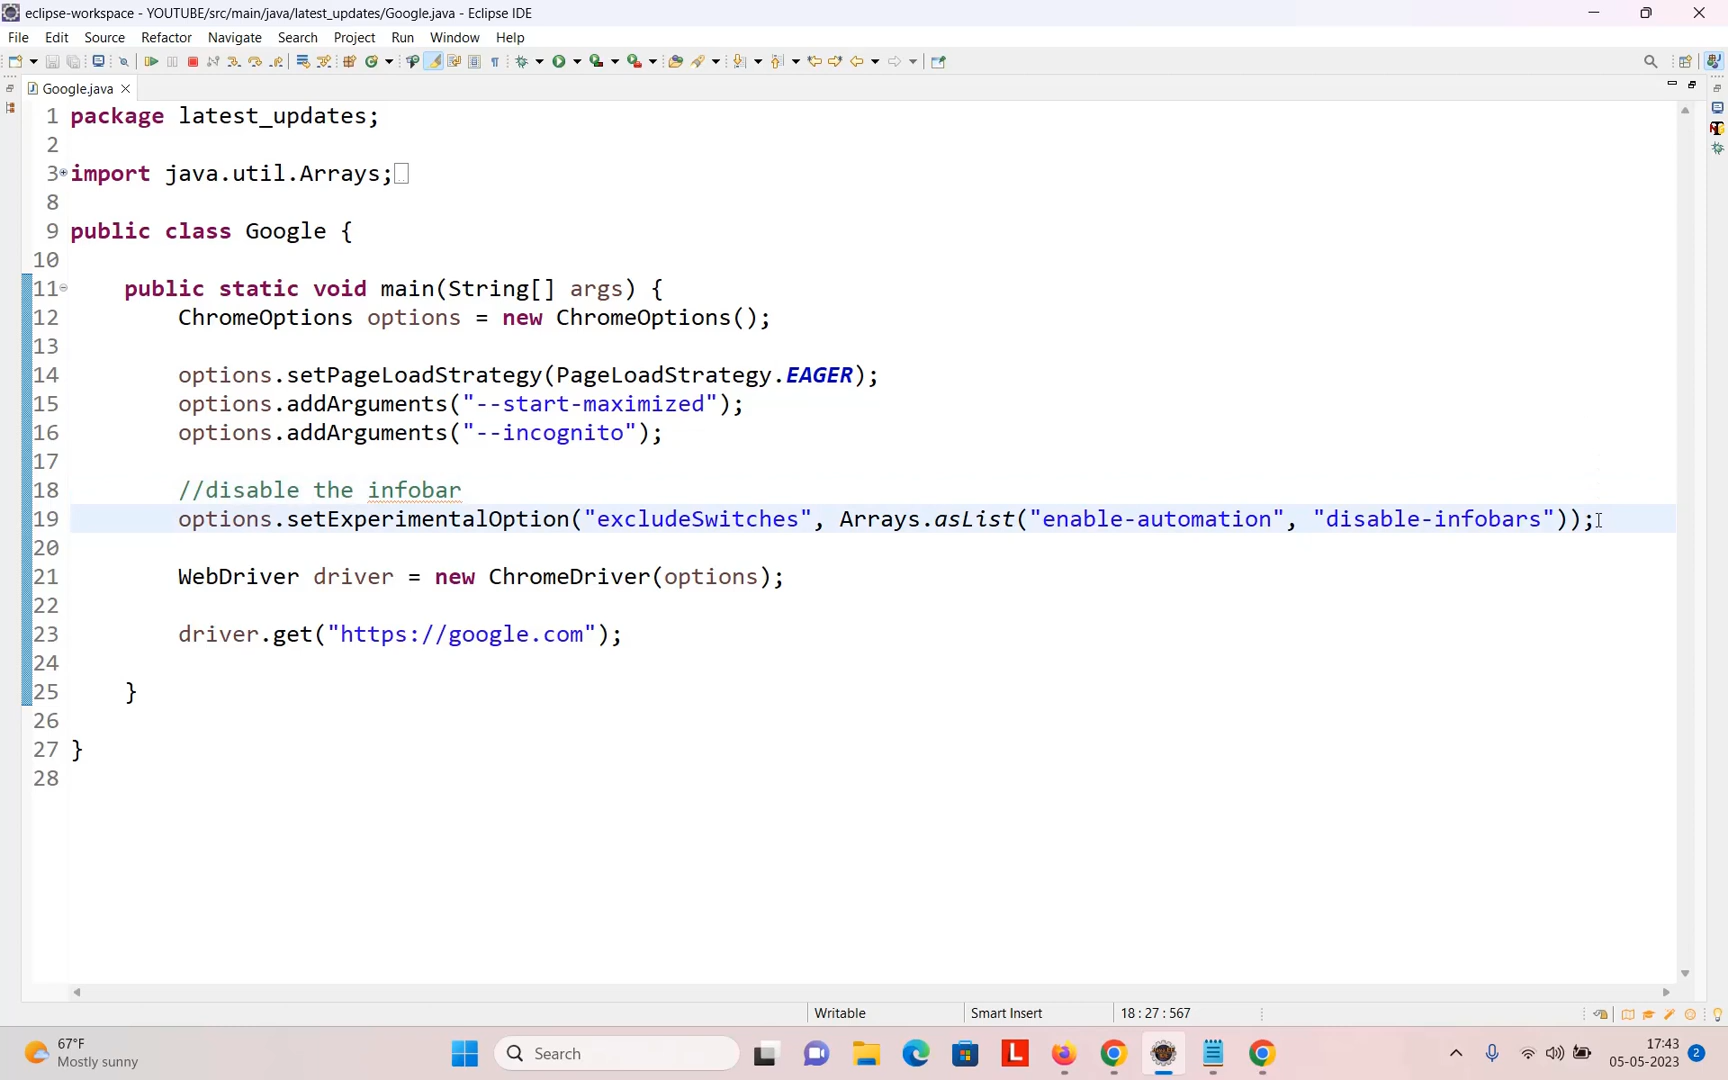 eclipse-workspace - YOUTUBE/src/main/java/latest_updates/Google.java - Eclipse IDE
File Edit Source Refactor Navigate Search Project Run Window Help
Google.java
1 package latest_updates;
2
3 import java.util.Arrays;
8
9 public class Google {
10
11 public static void main(String[] args) {
12 ChromeOptions options = new ChromeOptions();
13
14 options.setPageLoadStrategy(PageLoadStrategy.EAGER);
15 options.addArguments("--start-maximized");
16 options.addArguments("--incognito");
17
18 //disable the infobar
19 options.setExperimentalOption("excludeSwitches", Arrays.asList("enable-automation", "disable-infobars"));
20
21 WebDriver driver = new ChromeDriver(options);
22
23 driver.get("https://google.com");
24
25 }
26
27 }
28
Writable Smart Insert 18 : 27 : 567
67°F
Mostly sunny
Search
L
17:43
05-05-2023
2